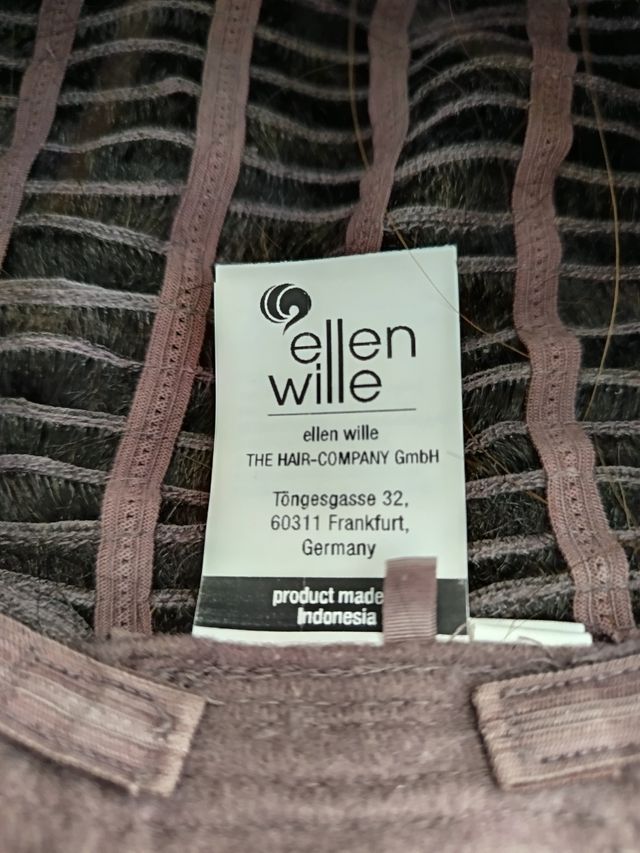 ellen
wille
ellen wille
THE HAIR-COMPANY GmbH
Töngesgasse 32,
60311 Frankfurt,
Germany
product made
Indonesia